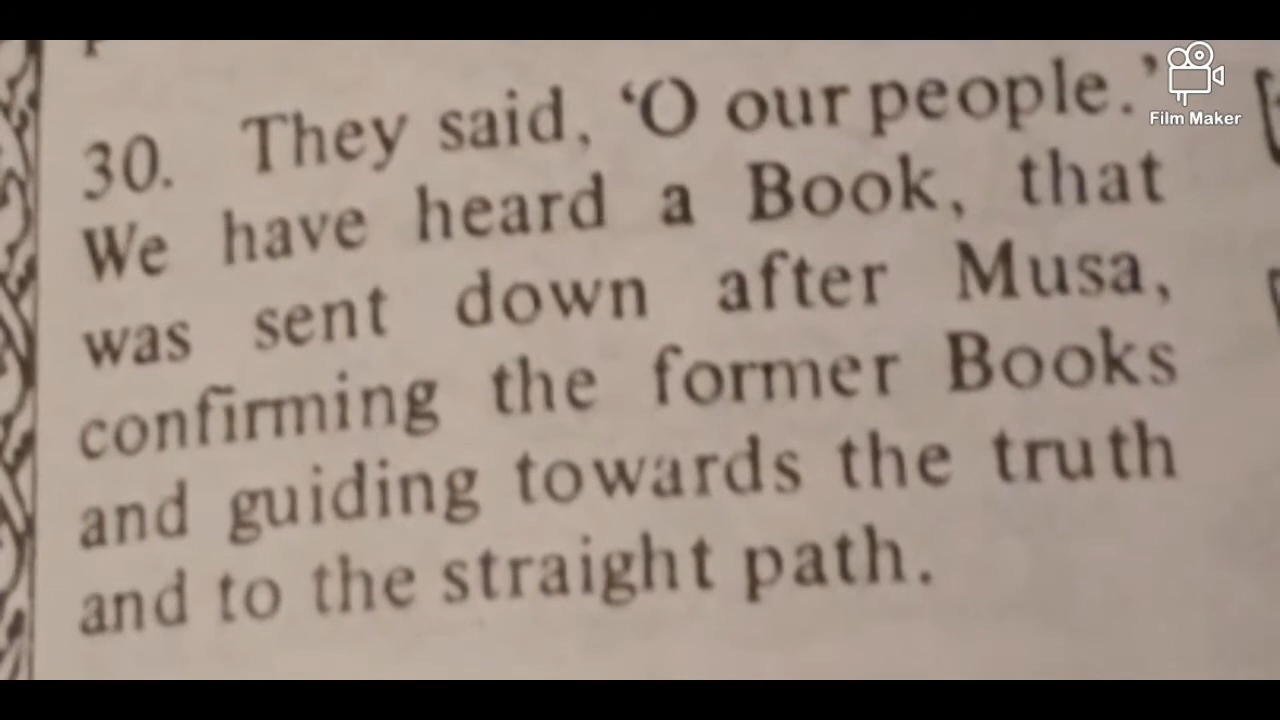 30. They said, 'O our people.'
We have heard a Book, that
was sent down after Musa,
confirming the former Books
and guiding towards the truth
and to the straight path.
Film Maker